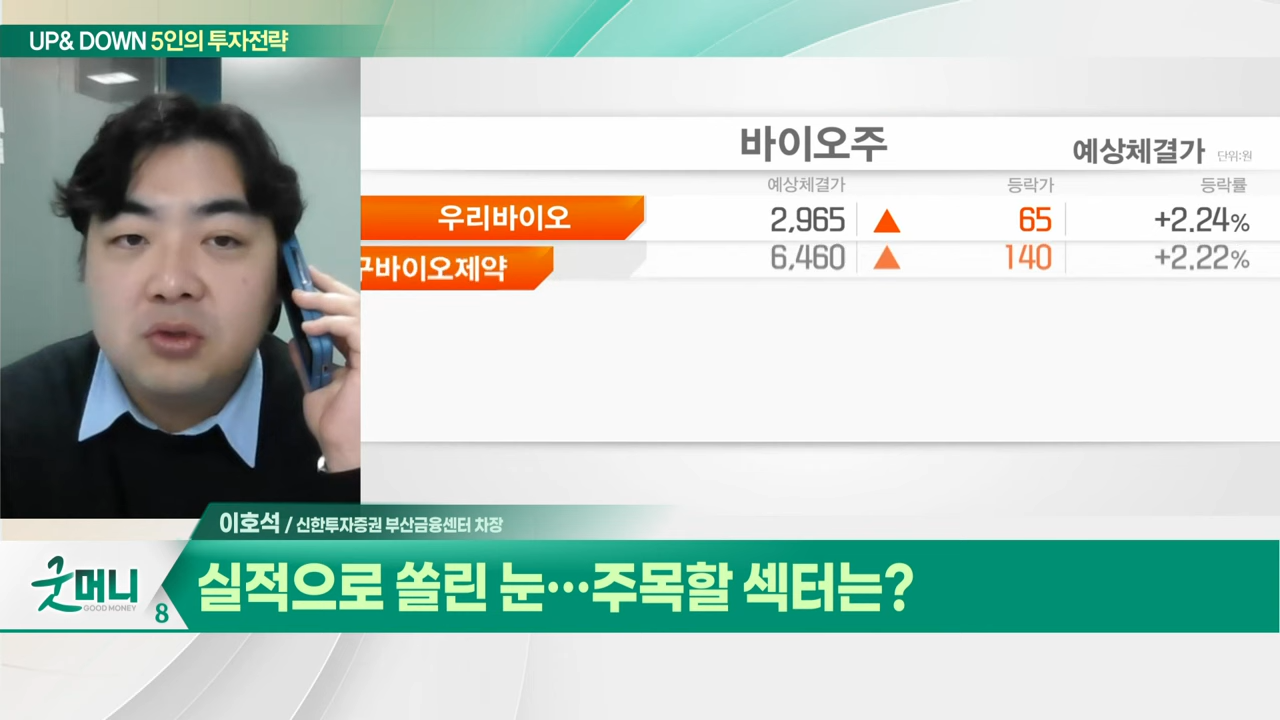 UP& DOWN 5인의 투자전략
바이오주
예상체결가 단위:원
예상체결가 등락가 등락률
우리바이오 2,965 ▲ 65 +2.24%
구바이오제약 6,460 ▲ 140 +2.22%
이호석 / 신한투자증권 부산금융센터 차장
굿머니
GOOD MONEY
8
실적으로 쏠린 눈…주목할 섹터는?